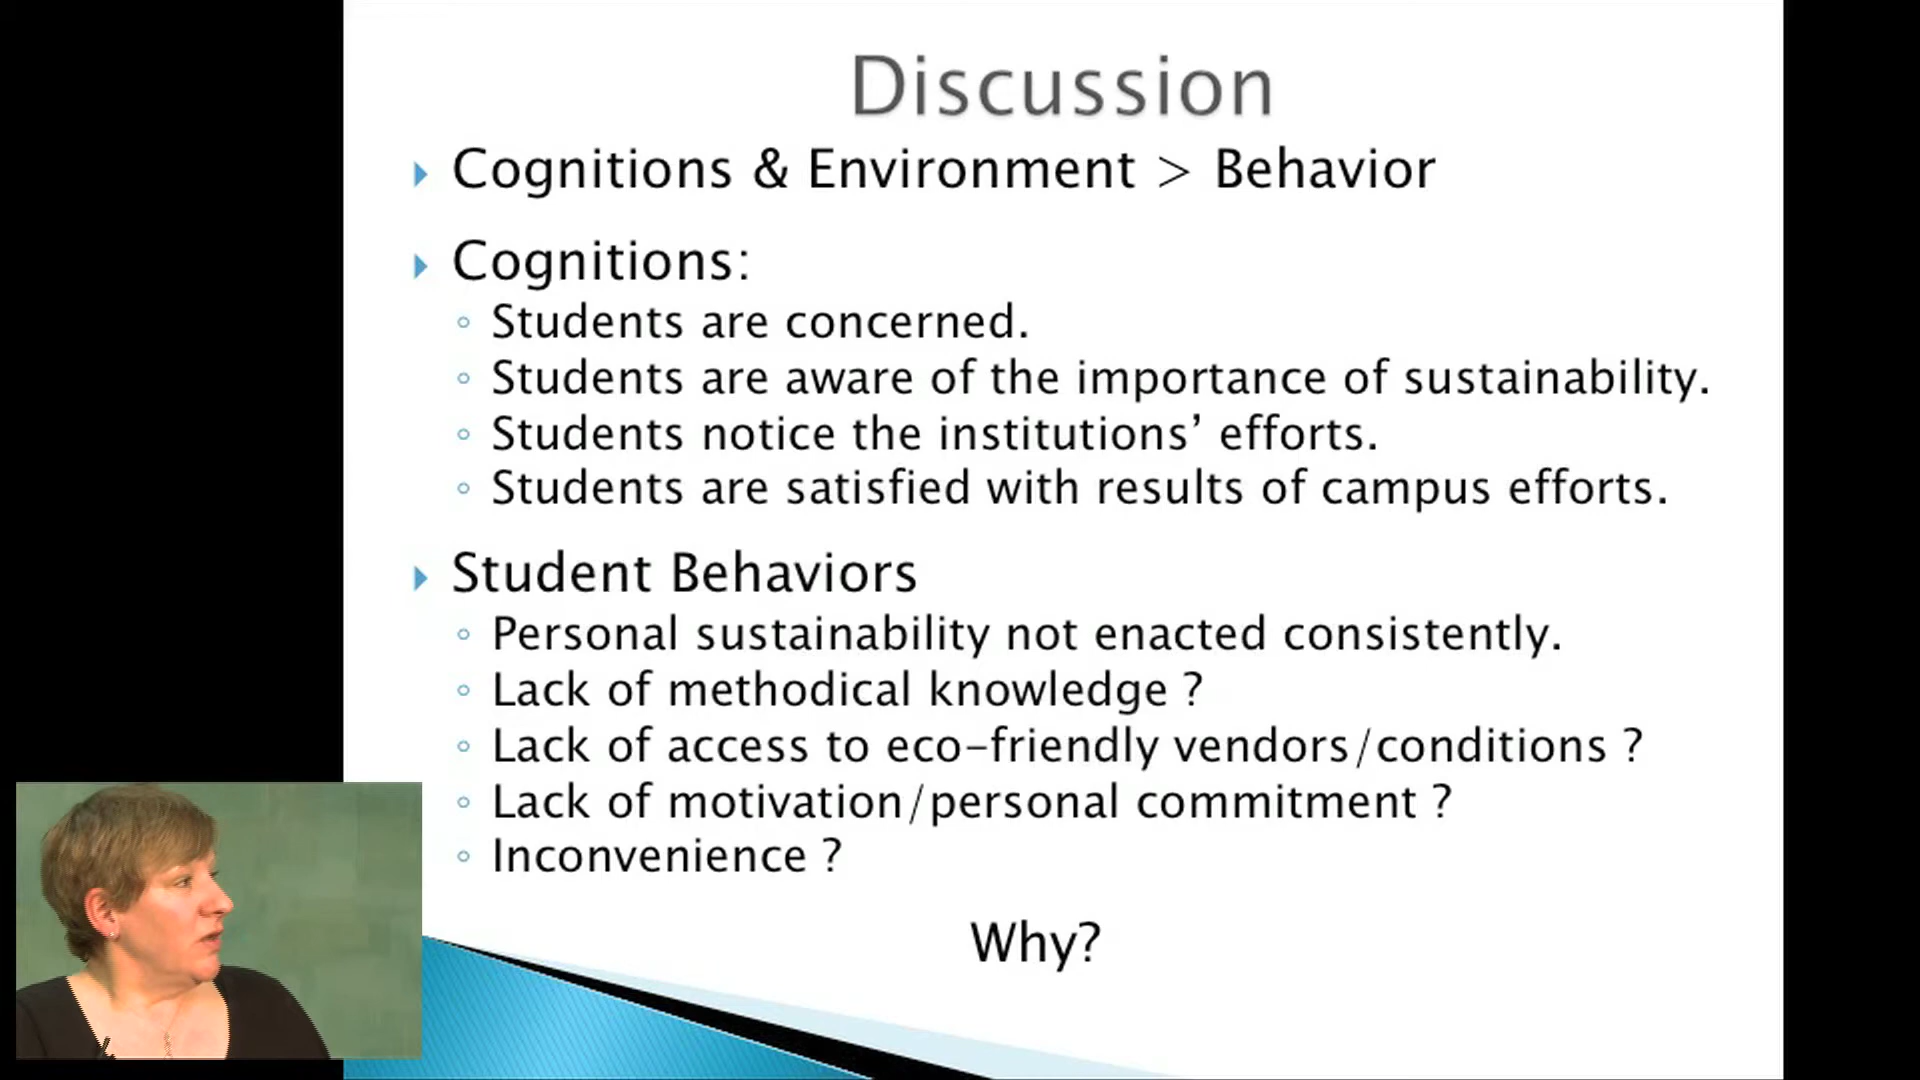 Discussion
Cognitions & Environment > Behavior
Cognitions:
Students are concerned.
Students are aware of the importance of sustainability.
Students notice the institutions’ efforts.
Students are satisfied with results of campus efforts.
Student Behaviors
Personal sustainability not enacted consistently.
Lack of methodical knowledge ?
Lack of access to eco-friendly vendors/conditions ?
Lack of motivation/personal commitment ?
Inconvenience ?
Why?